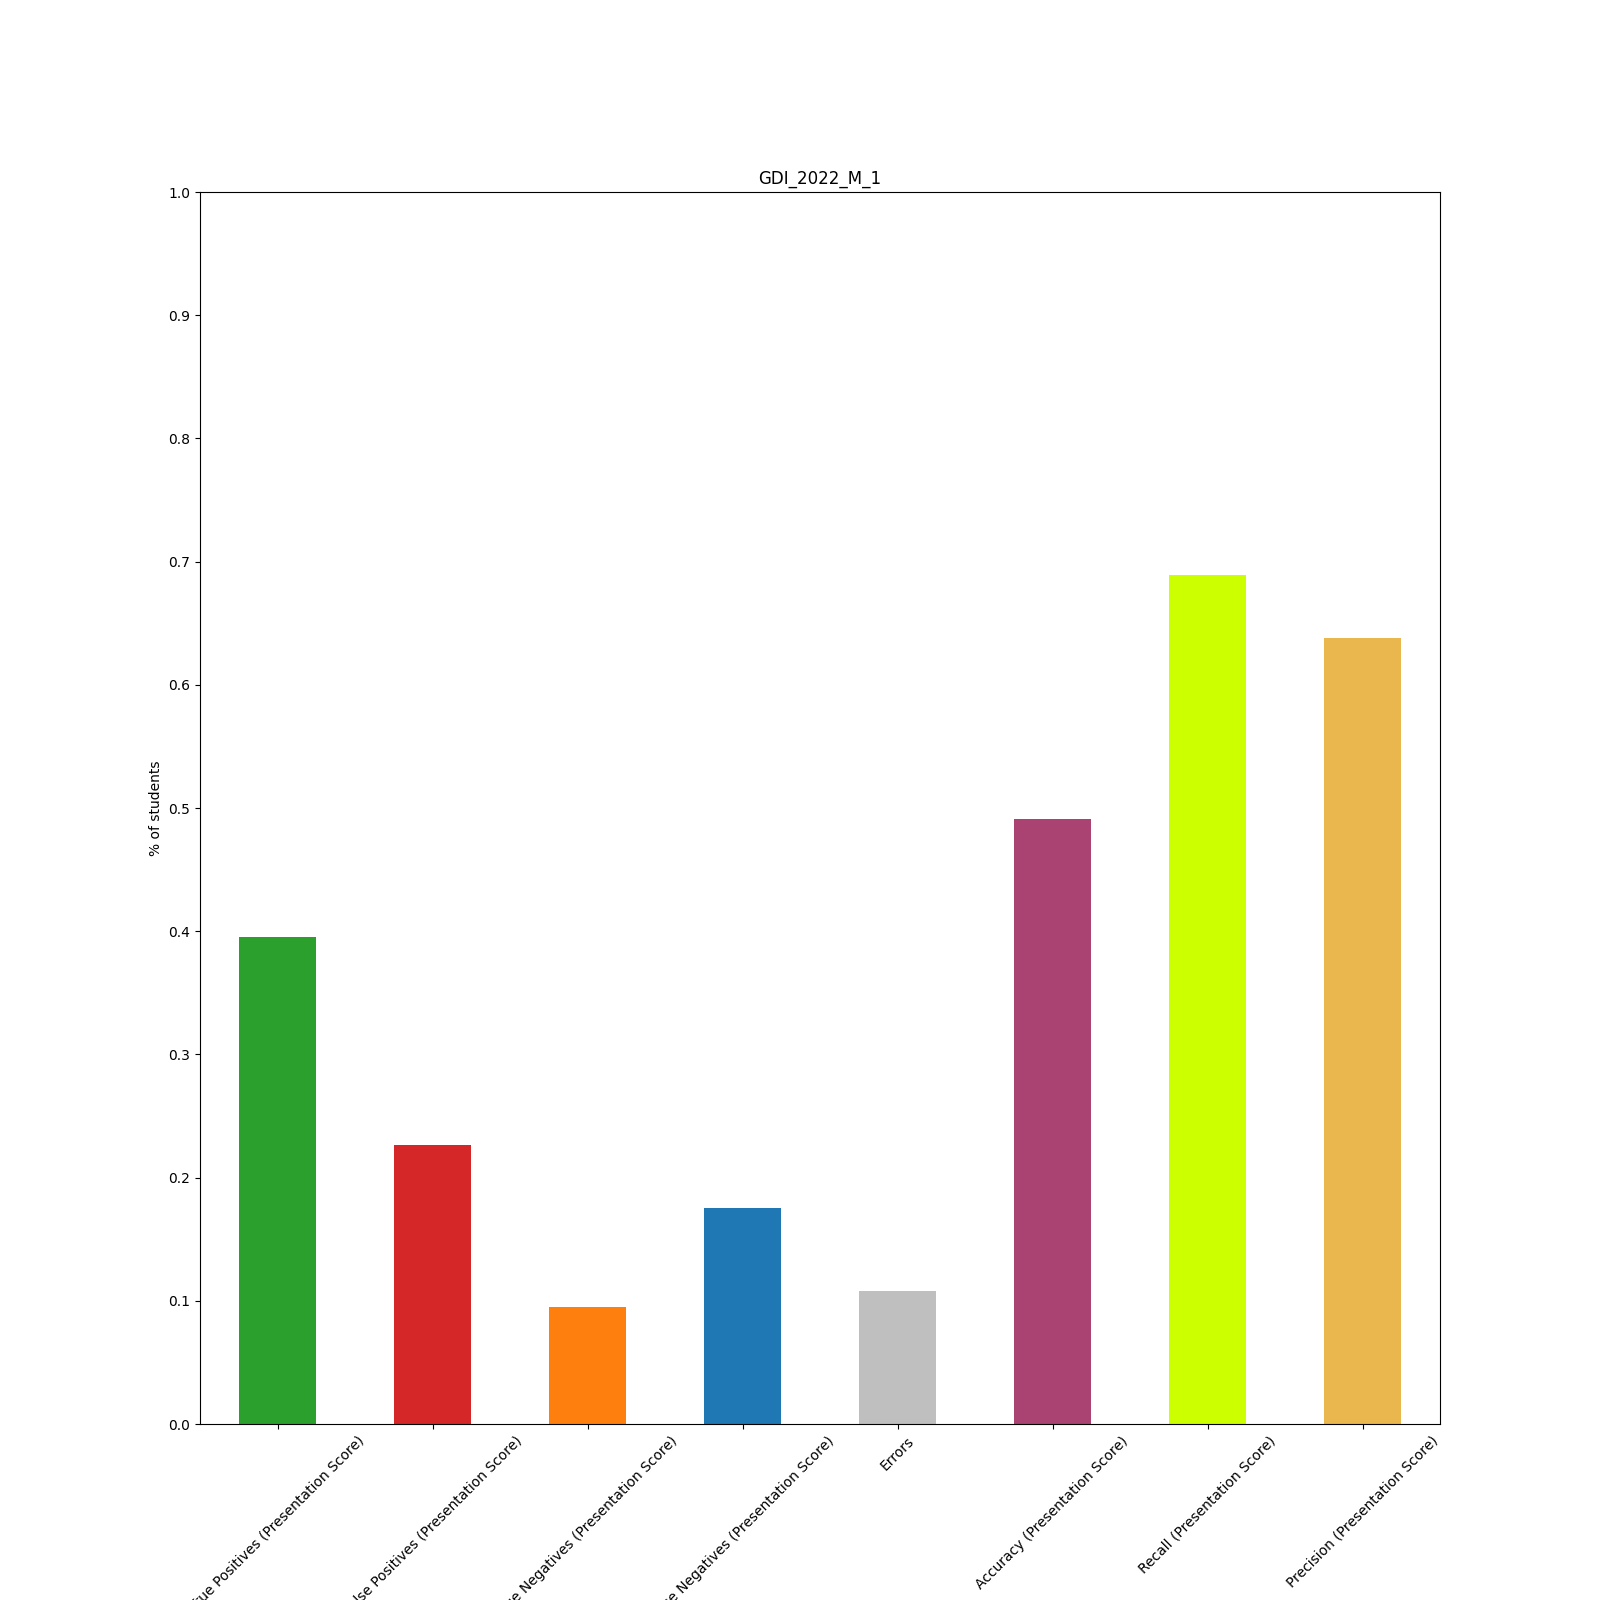 GDI_2022_M_1
1.0
0.9
0.8
0.7
0.6
0.5
0.4
0.3
0.2
0.1
0.0
% of students
Positives (Presentation Score)
Positives (Presentation Score)
Negatives (Presentation Score)
Negatives (Presentation Score)
Errors
Accuracy (Presentation Score)
Recall (Presentation Score)
Precision (Presentation Score)